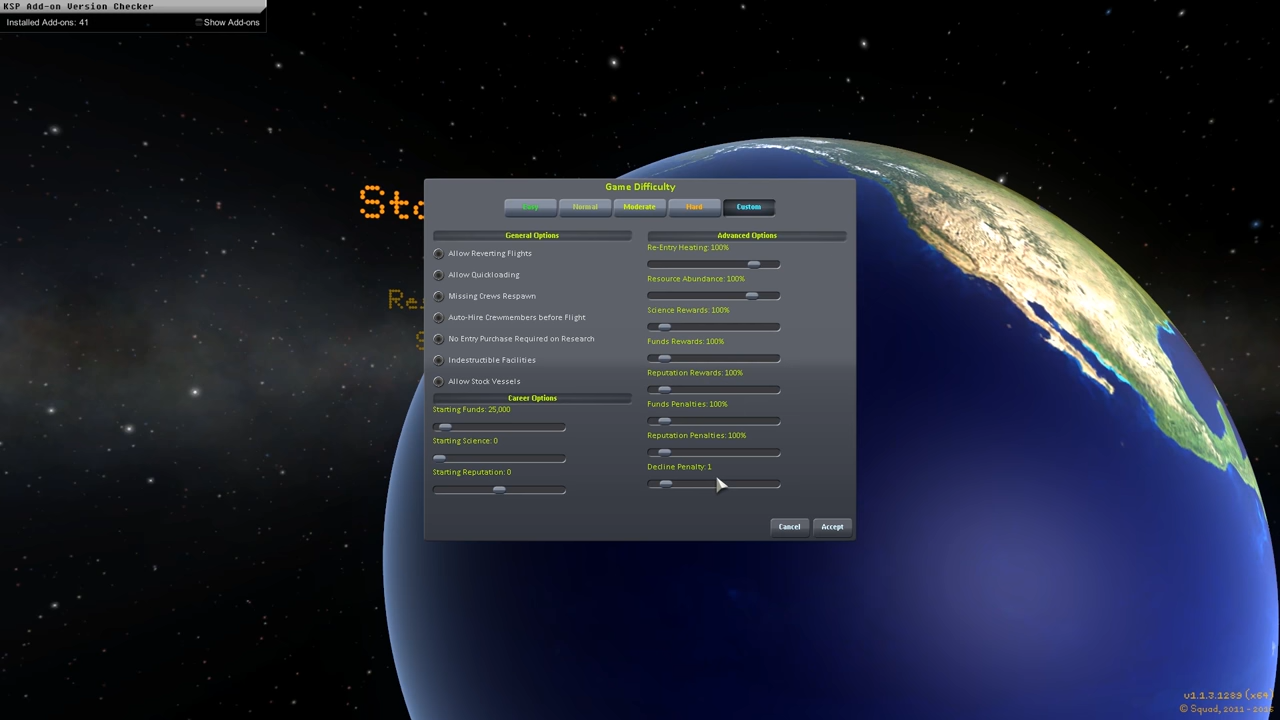 KSP Add-on Version Checker
Installed Add-ons: 41
Show Add-ons
Game Difficulty
Easy
Normal
Moderate
Hard
Custom
General Options
Allow Reverting Flights
Allow Quickloading
Missing Crews Respawn
Auto-Hire Crewmembers before Flight
No Entry Purchase Required on Research
Indestructible Facilities
Allow Stock Vessels
Career Options
Starting Funds: 25,000
Starting Science: 0
Starting Reputation: 0
Advanced Options
Re-Entry Heating: 100%
Resource Abundance: 100%
Science Rewards: 100%
Funds Rewards: 100%
Reputation Rewards: 100%
Funds Penalties: 100%
Reputation Penalties: 100%
Decline Penalty: 1
Cancel
Accept
v1.1.3.1289 (x64)
© Squad, 2011 - 2016